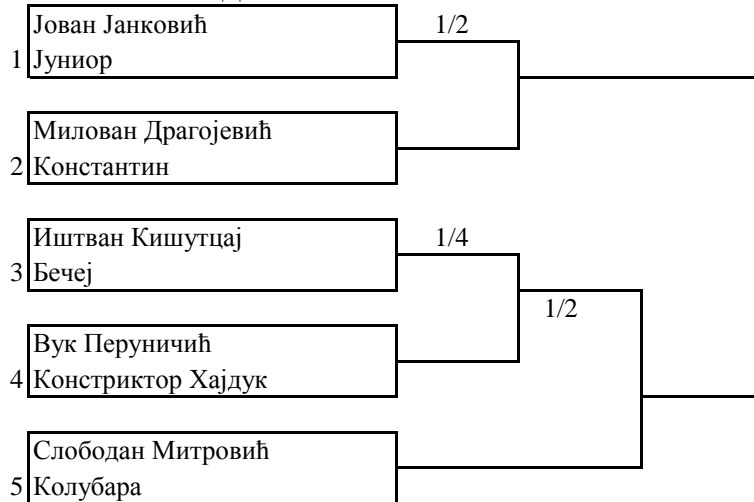 Јован Јанковић
1/2
1 Јуниор
Милован Драгојевић
2 Константин
Иштван Кишутцај
1/4
3 Бечеј
1/2
Вук Перуничић
4 Констриктор Хајдук
Слободан Митровић
5 Колубара